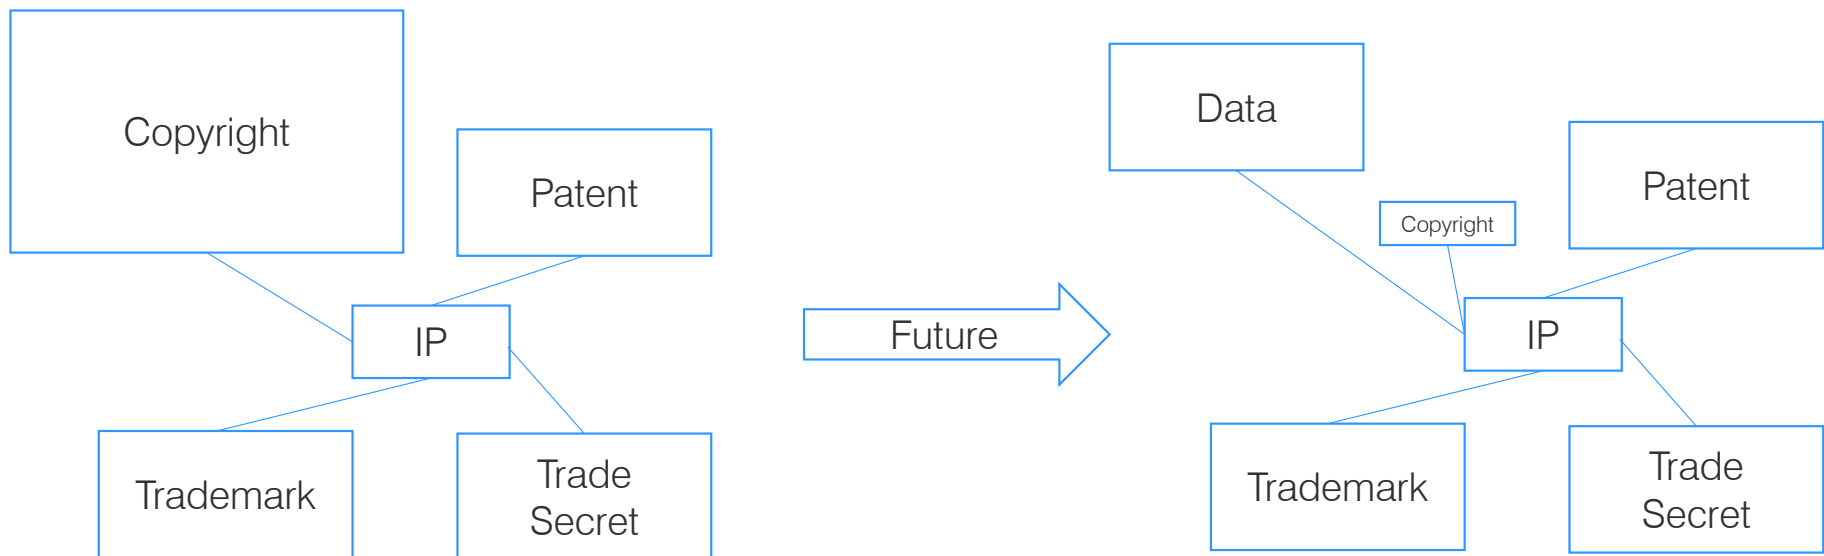 Copyright
Patent
IP
Trademark
Trade
Secret
Future
Data
Copyright
Patent
IP
Trademark
Trade
Secret